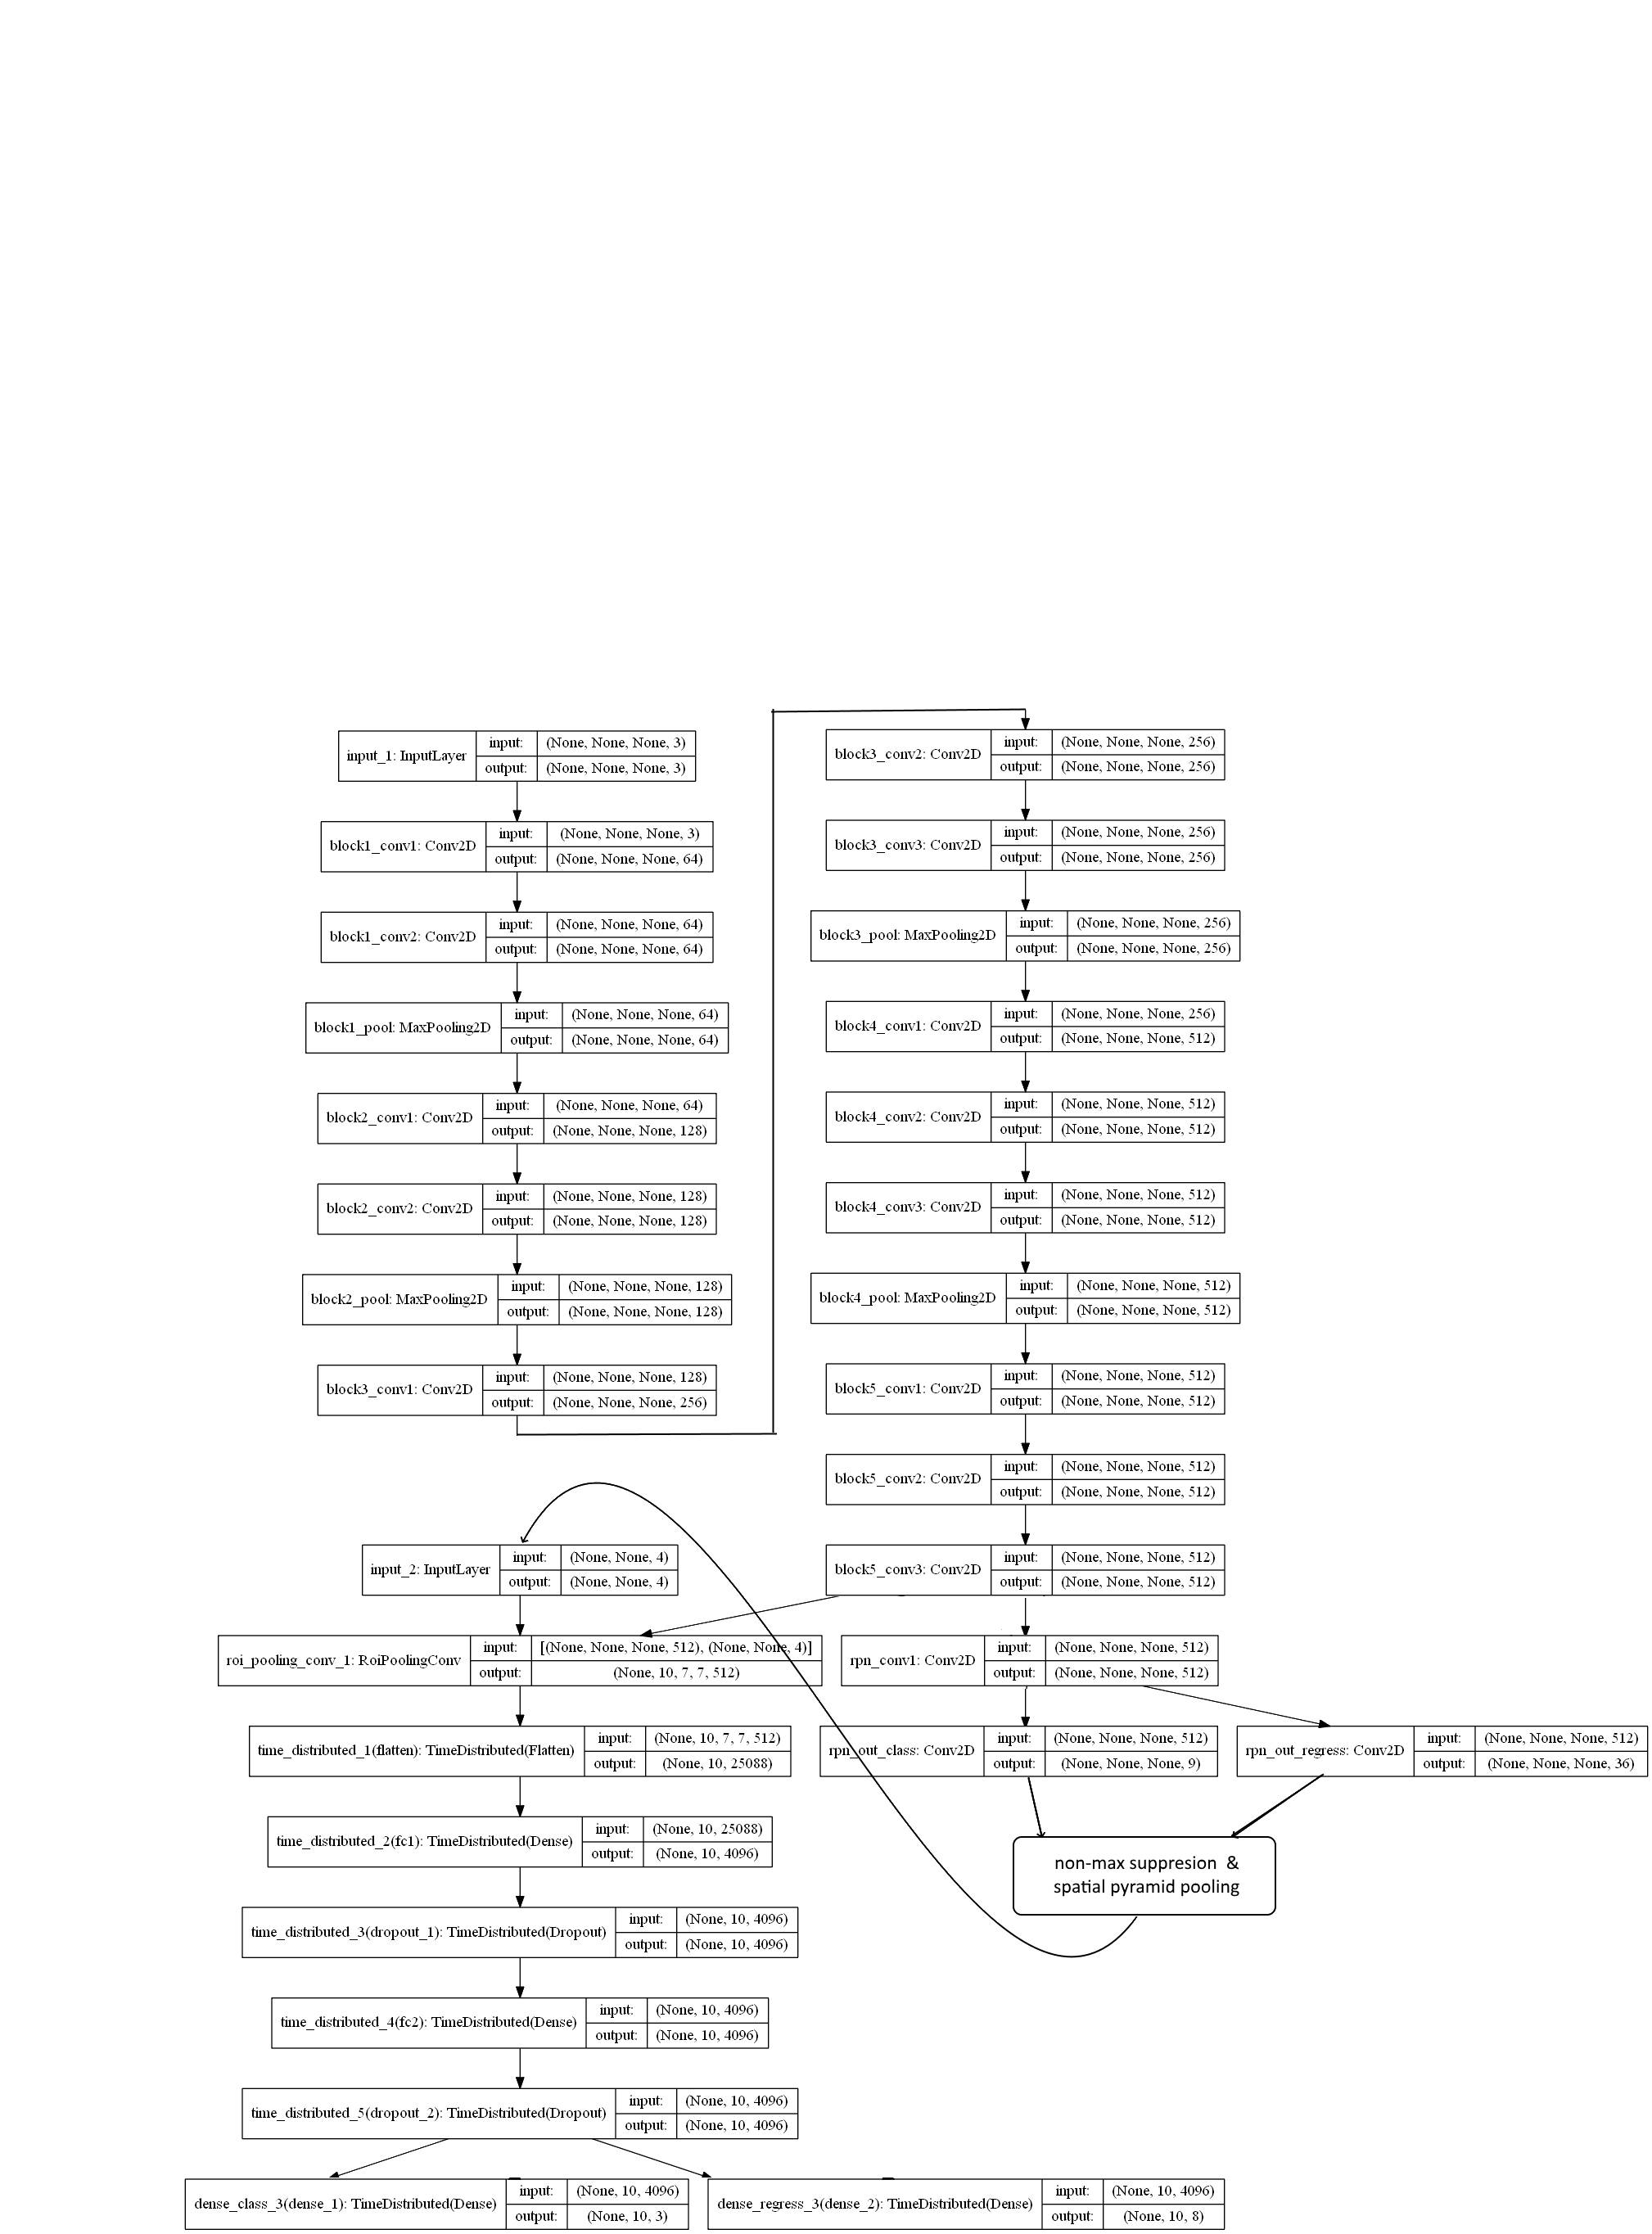 input_1: InputLayer
input: (None, None, None, 3)
output: (None, None, None, 3)
block1_conv1: Conv2D
input: (None, None, None, 3)
output: (None, None, None, 64)
block1_conv2: Conv2D
input: (None, None, None, 64)
output: (None, None, None, 64)
block1_pool: MaxPooling2D
input: (None, None, None, 64)
output: (None, None, None, 64)
block2_conv1: Conv2D
input: (None, None, None, 64)
output: (None, None, None, 128)
block2_conv2: Conv2D
input: (None, None, None, 128)
output: (None, None, None, 128)
block2_pool: MaxPooling2D
input: (None, None, None, 128)
output: (None, None, None, 128)
block3_conv1: Conv2D
input: (None, None, None, 128)
output: (None, None, None, 256)
block3_conv2: Conv2D
input: (None, None, None, 256)
output: (None, None, None, 256)
block3_conv3: Conv2D
input: (None, None, None, 256)
output: (None, None, None, 256)
block3_pool: MaxPooling2D
input: (None, None, None, 256)
output: (None, None, None, 256)
block4_conv1: Conv2D
input: (None, None, None, 256)
output: (None, None, None, 512)
block4_conv2: Conv2D
input: (None, None, None, 512)
output: (None, None, None, 512)
block4_conv3: Conv2D
input: (None, None, None, 512)
output: (None, None, None, 512)
block4_pool: MaxPooling2D
input: (None, None, None, 512)
output: (None, None, None, 512)
block5_conv1: Conv2D
input: (None, None, None, 512)
output: (None, None, None, 512)
block5_conv2: Conv2D
input: (None, None, None, 512)
output: (None, None, None, 512)
block5_conv3: Conv2D
input: (None, None, None, 512)
output: (None, None, None, 512)
rpn_conv1: Conv2D
input: (None, None, None, 512)
output: (None, None, None, 512)
rpn_out_class: Conv2D
input: (None, None, None, 512)
output: (None, None, None, 9)
rpn_out_regress: Conv2D
input: (None, None, None, 512)
output: (None, None, None, 36)
non-max suppresion &
spatial pyramid pooling
input_2: InputLayer
input: (None, None, 4)
output: (None, None, 4)
roi_pooling_conv_1: RoiPoolingConv
input: [(None, None, None, 512), (None, None, 4)]
output: (None, 10, 7, 7, 512)
time_distributed_1(flatten): TimeDistributed(Flatten)
input: (None, 10, 7, 7, 512)
output: (None, 10, 25088)
time_distributed_2(fc1): TimeDistributed(Dense)
input: (None, 10, 25088)
output: (None, 10, 4096)
time_distributed_3(dropout_1): TimeDistributed(Dropout)
input: (None, 10, 4096)
output: (None, 10, 4096)
time_distributed_4(fc2): TimeDistributed(Dense)
input: (None, 10, 4096)
output: (None, 10, 4096)
time_distributed_5(dropout_2): TimeDistributed(Dropout)
input: (None, 10, 4096)
output: (None, 10, 4096)
dense_class_3(dense_1): TimeDistributed(Dense)
input: (None, 10, 4096)
output: (None, 10, 3)
dense_regress_3(dense_2): TimeDistributed(Dense)
input: (None, 10, 4096)
output: (None, 10, 8)